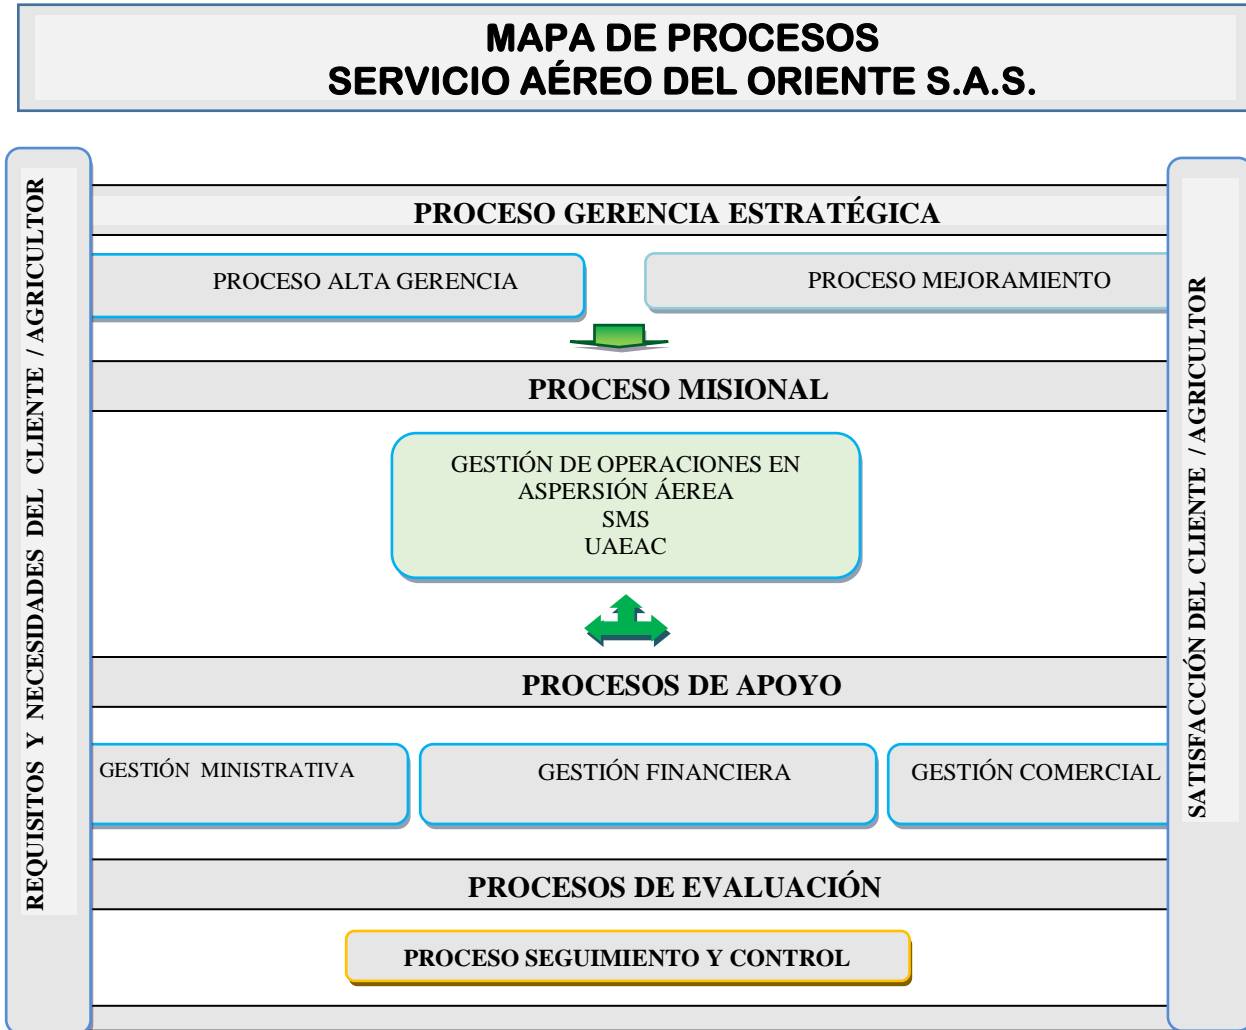 MAPA DE PROCESOS
SERVICIO AÉREO DEL ORIENTE S.A.S.
REQUISITOS Y NECESIDADES DEL CLIENTE / AGRICULTOR
PROCESO GERENCIA ESTRATÉGICA
PROCESO ALTA GERENCIA
PROCESO MEJORAMIENTO
PROCESO MISIONAL
GESTIÓN DE OPERACIONES EN
ASPERSIÓN ÁEREA
SMS
UAEAC
PROCESOS DE APOYO
GESTIÓN MINISTRATIVA
GESTIÓN FINANCIERA
GESTIÓN COMERCIAL
PROCESOS DE EVALUACIÓN
PROCESO SEGUIMIENTO Y CONTROL
SATISFACCIÓN DEL CLIENTE / AGRICULTOR